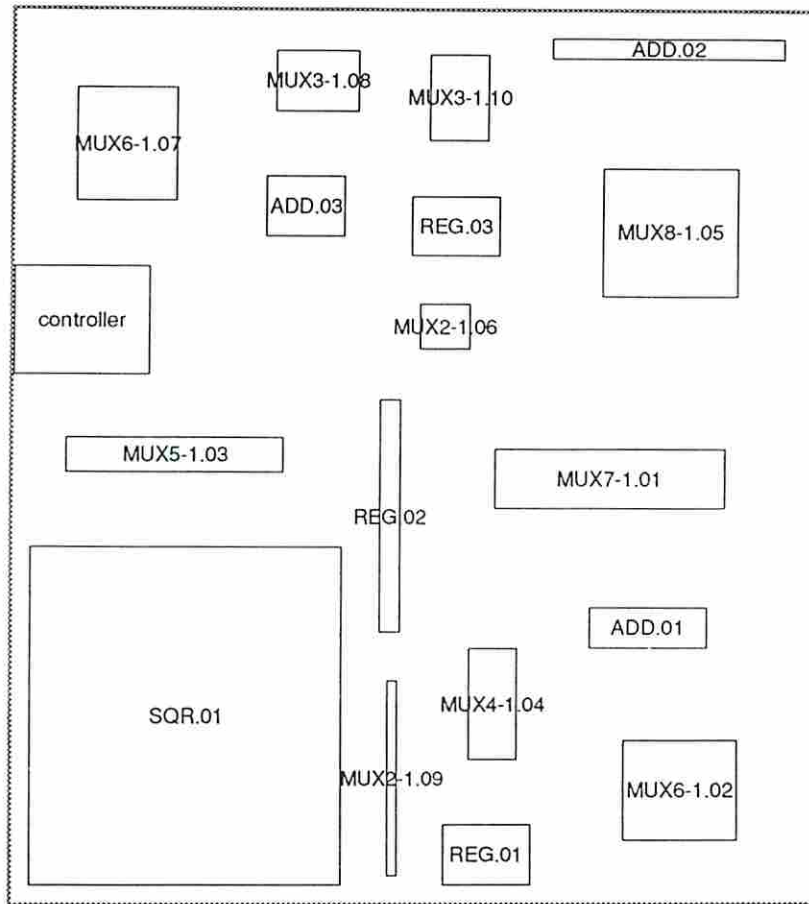 ADD.02
MUX3-1.08
MUX3-1.10
MUX6-1.07
ADD.03
REG.03
MUX8-1.05
controller
MUX2-1.06
MUX5-1.03
MUX7-1.01
REG.02
ADD.01
MUX4-1.04
SQR.01
MUX2-1.09
MUX6-1.02
REG.01